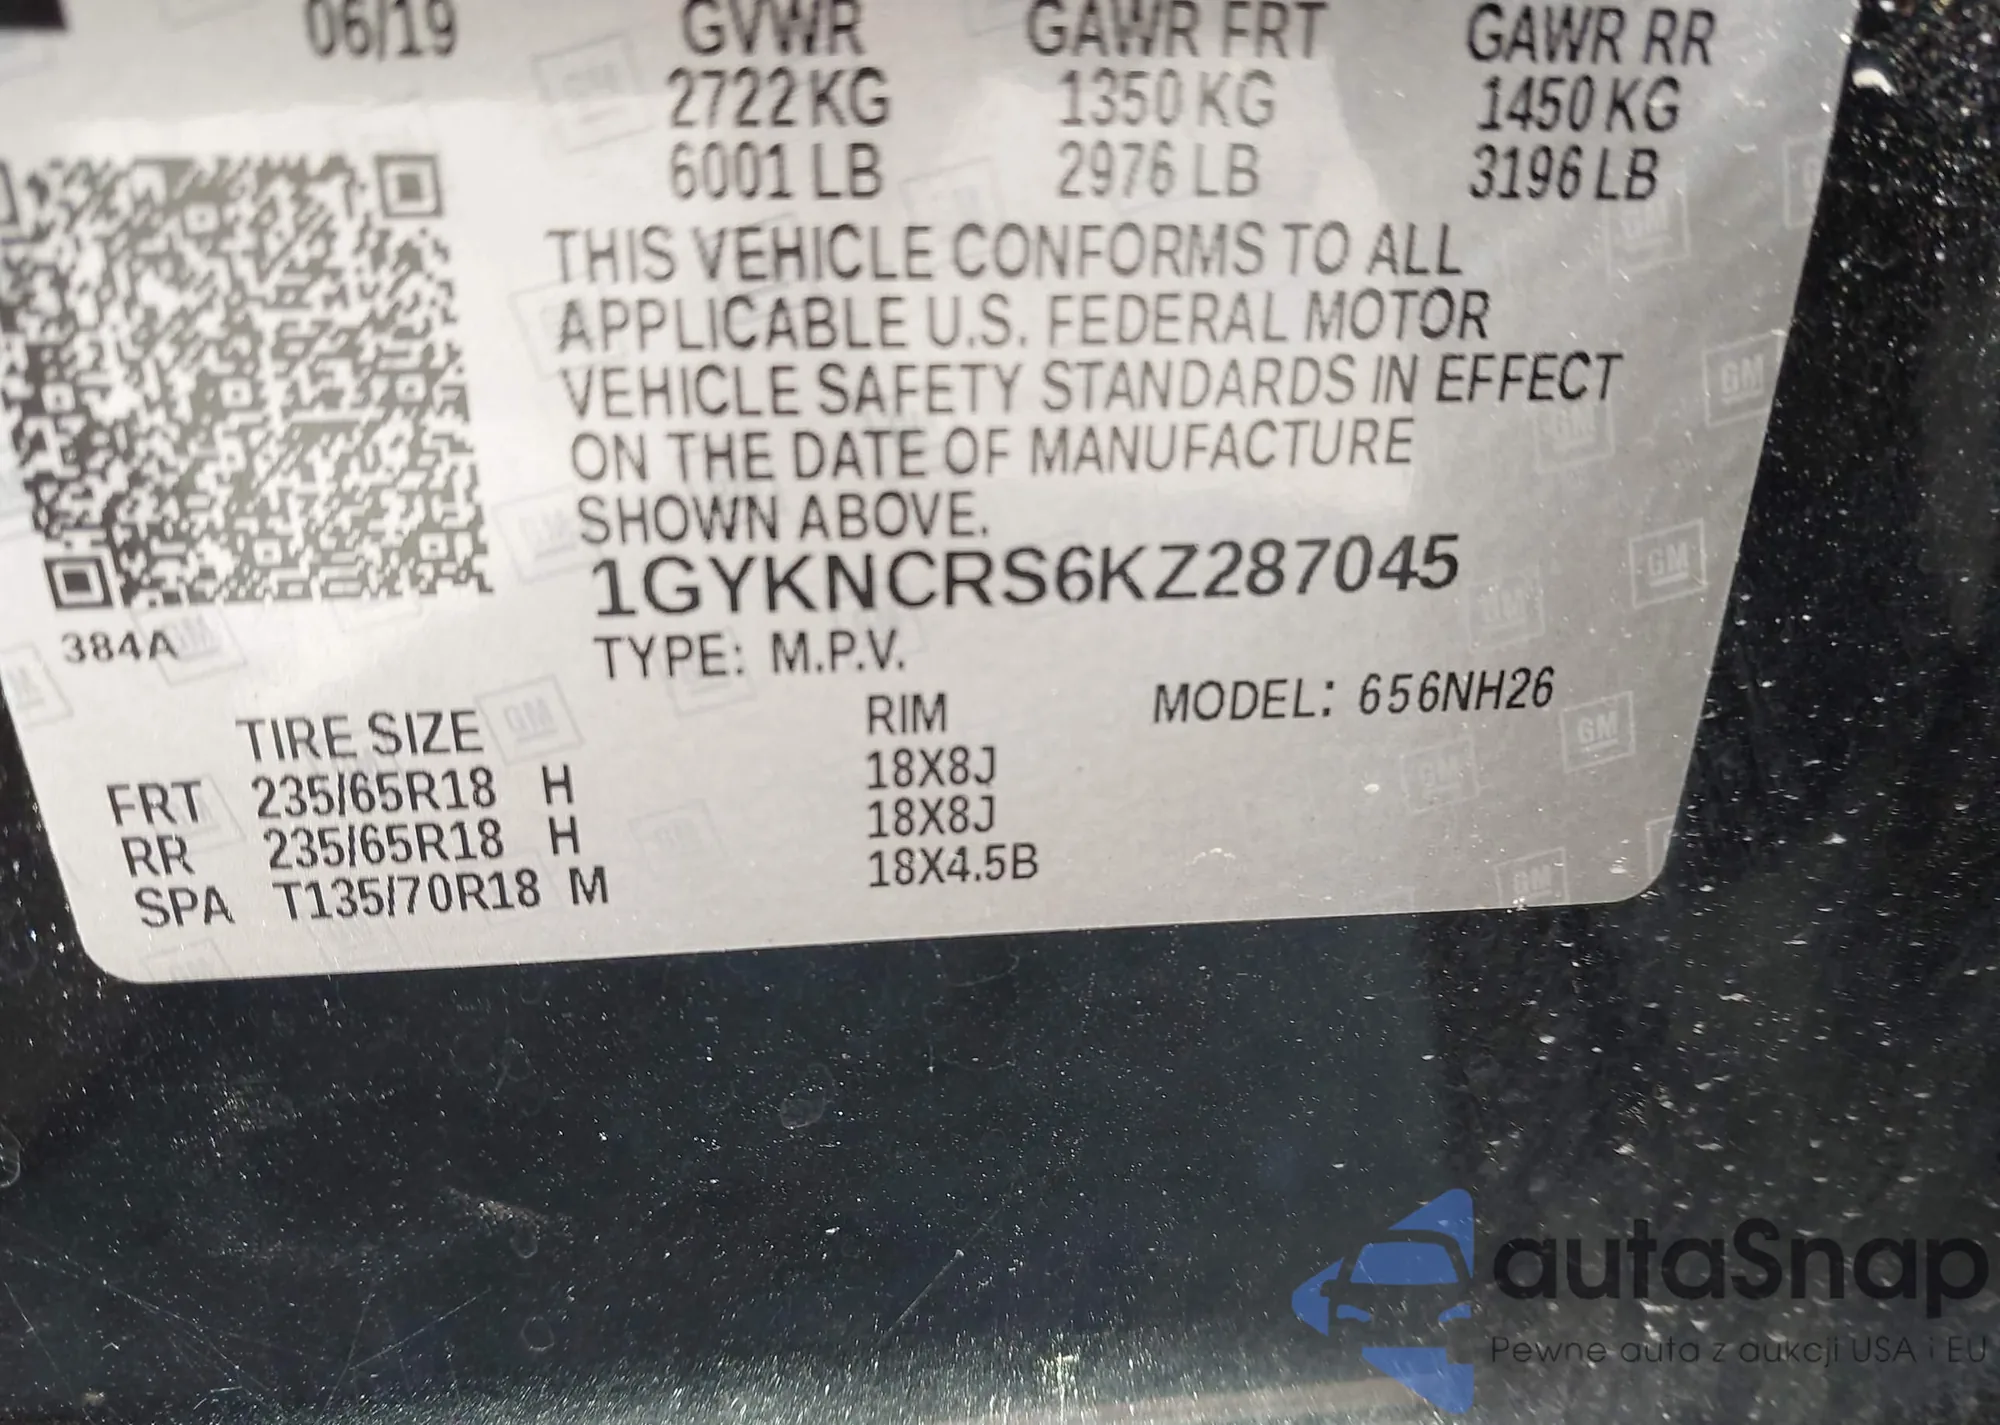 06/19 GVWR GAWR FRT GAWR RR
2722 KG 1350 KG 1450 KG
6001 LB 2976 LB 3196 LB
THIS VEHICLE CONFORMS TO ALL
APPLICABLE U.S. FEDERAL MOTOR
VEHICLE SAFETY STANDARDS IN EFFECT
ON THE DATE OF MANUFACTURE
SHOWN ABOVE.
1GYKNCRS6KZ287045
384A
TYPE: M.P.V.
MODEL: 656NH26
TIRE SIZE RIM
FRT 235/65R18 H 18X8J
RR 235/65R18 H 18X8J
SPA T135/70R18 M 18X4.5B
GM
autaSnap
Pewne auta z aukcji USA i EU